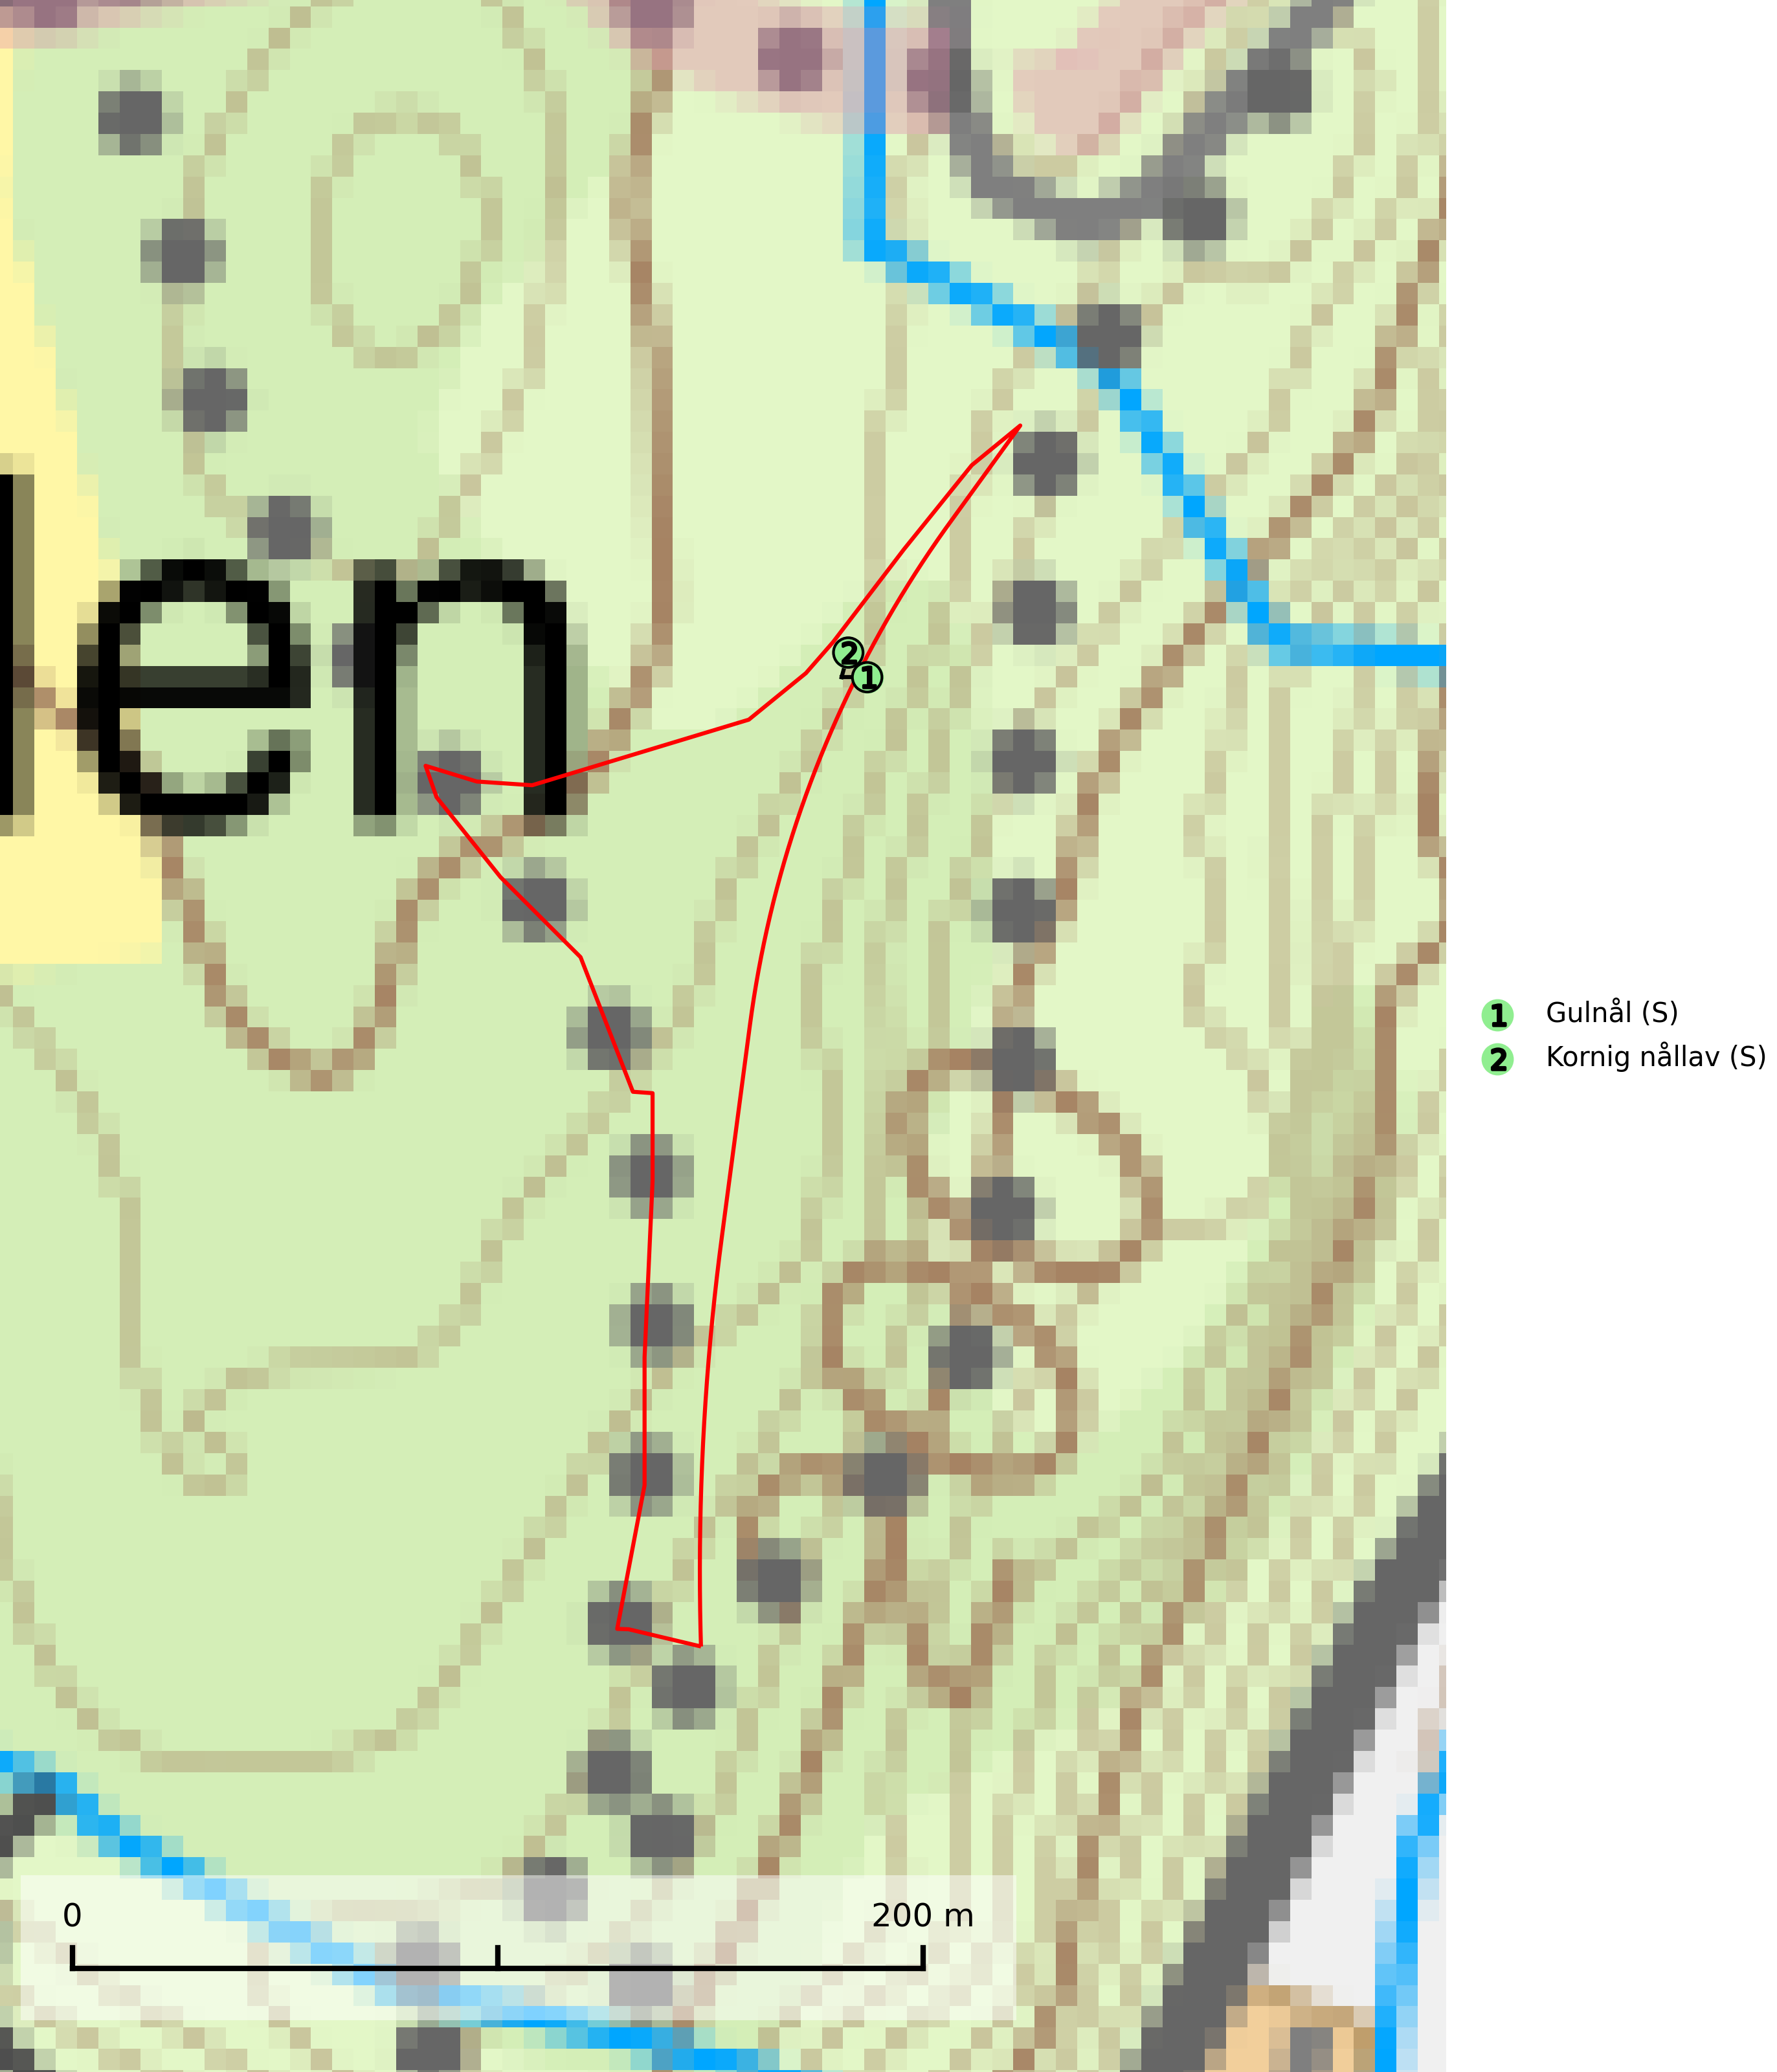 len
2
1
1 Gulnål (S)
2 Kornig nållav (S)
0 200 m